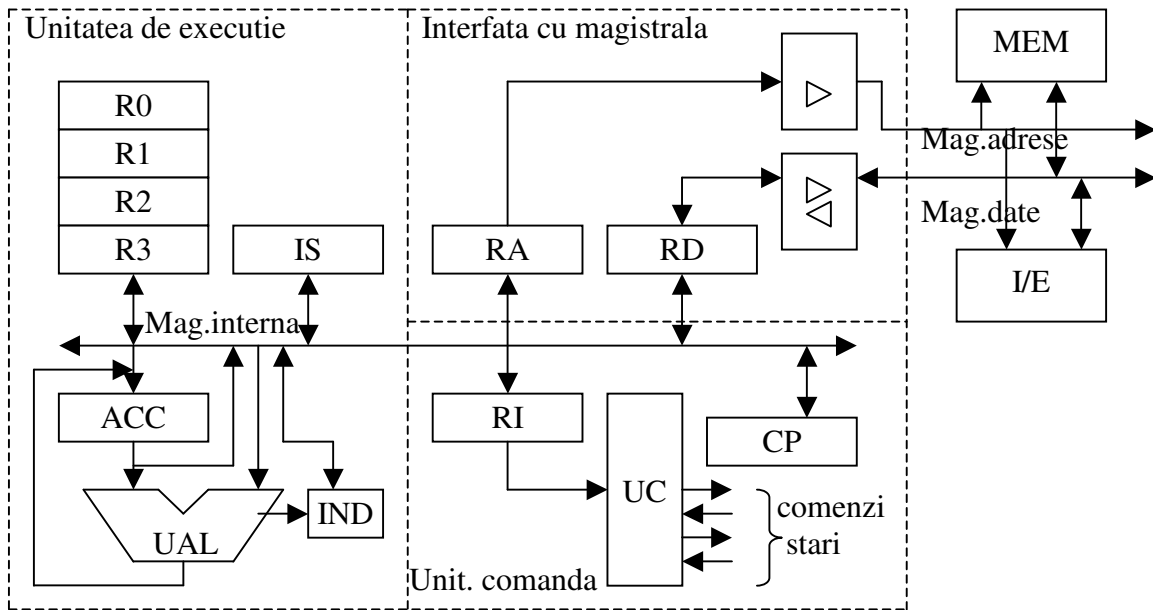 Unitatea de executie
Interfata cu magistrala
MEM
R0
R1
R2
R3
IS
RA
RD
Mag.adrese
Mag.date
I/E
Mag.interna
ACC
RI
CP
UC
UAL
IND
comenzi
stari
Unit. comanda